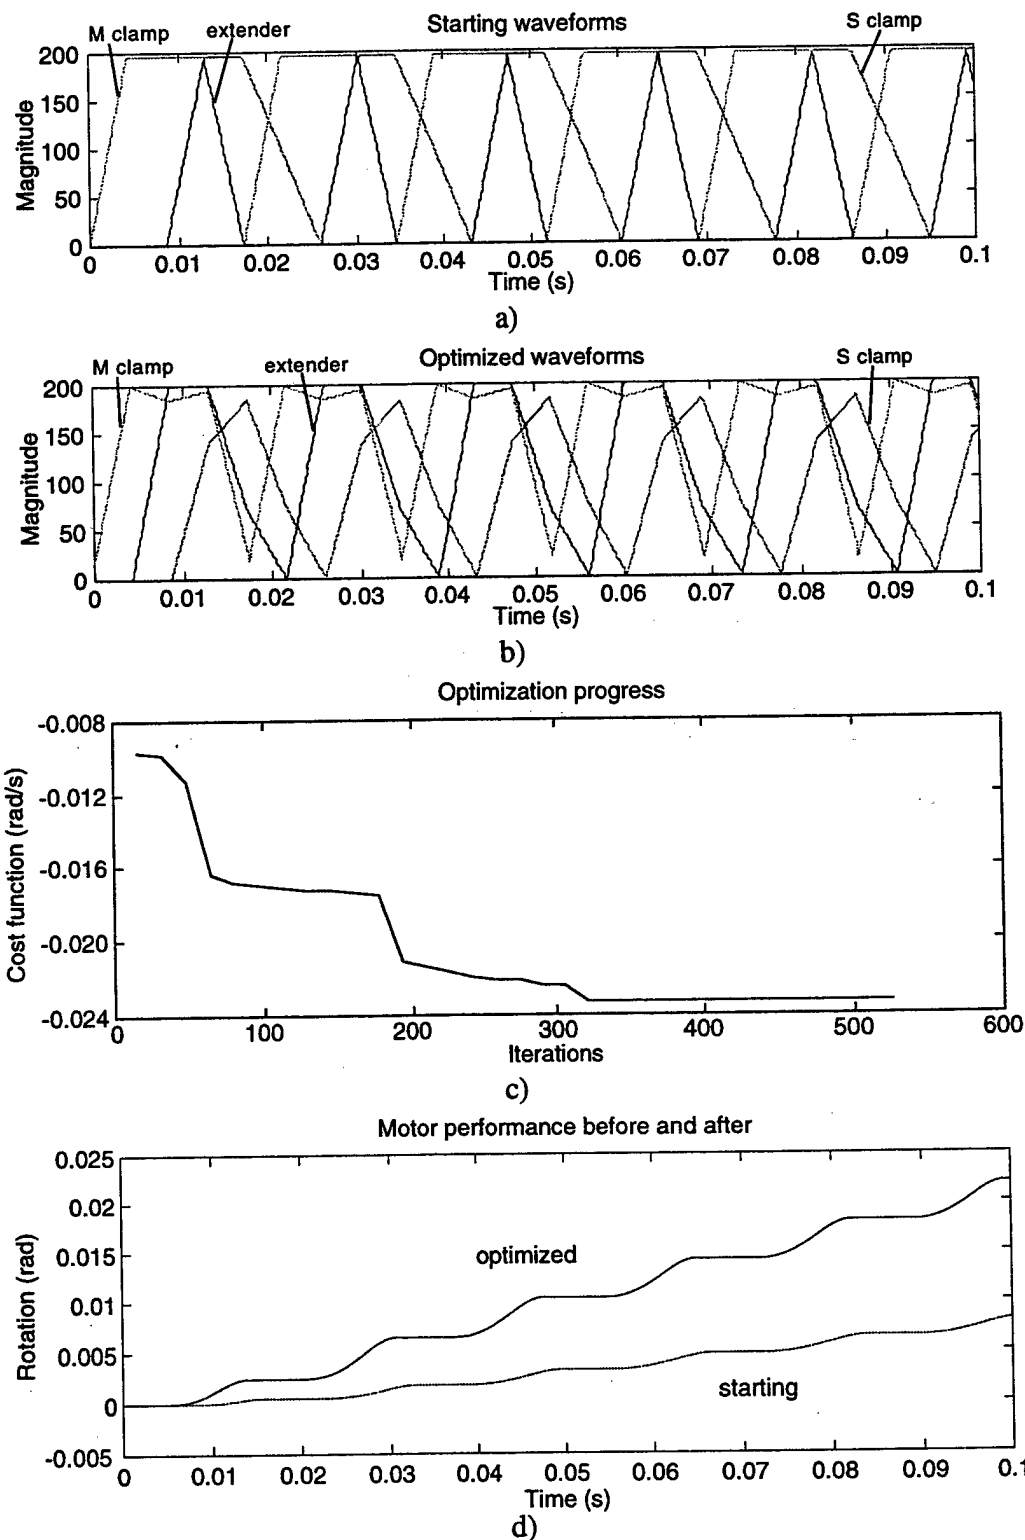 Starting waveforms
M clamp
extender
S clamp
200
150
100
50
0
Magnitude
0 0.01 0.02 0.03 0.04 0.05 0.06 0.07 0.08 0.09 0.1
Time (s)
a)
Optimized waveforms
M clamp
extender
S clamp
200
150
100
50
0
Magnitude
0 0.01 0.02 0.03 0.04 0.05 0.06 0.07 0.08 0.09 0.1
Time (s)
b)
Optimization progress
-0.008
-0.012
-0.016
-0.020
-0.024
Cost function (rad/s)
0 100 200 300 400 500 600
Iterations
c)
Motor performance before and after
0.025
0.02
0.015
0.01
0.005
0
-0.005
Rotation (rad)
optimized
starting
0 0.01 0.02 0.03 0.04 0.05 0.06 0.07 0.08 0.09 0.1
Time (s)
d)